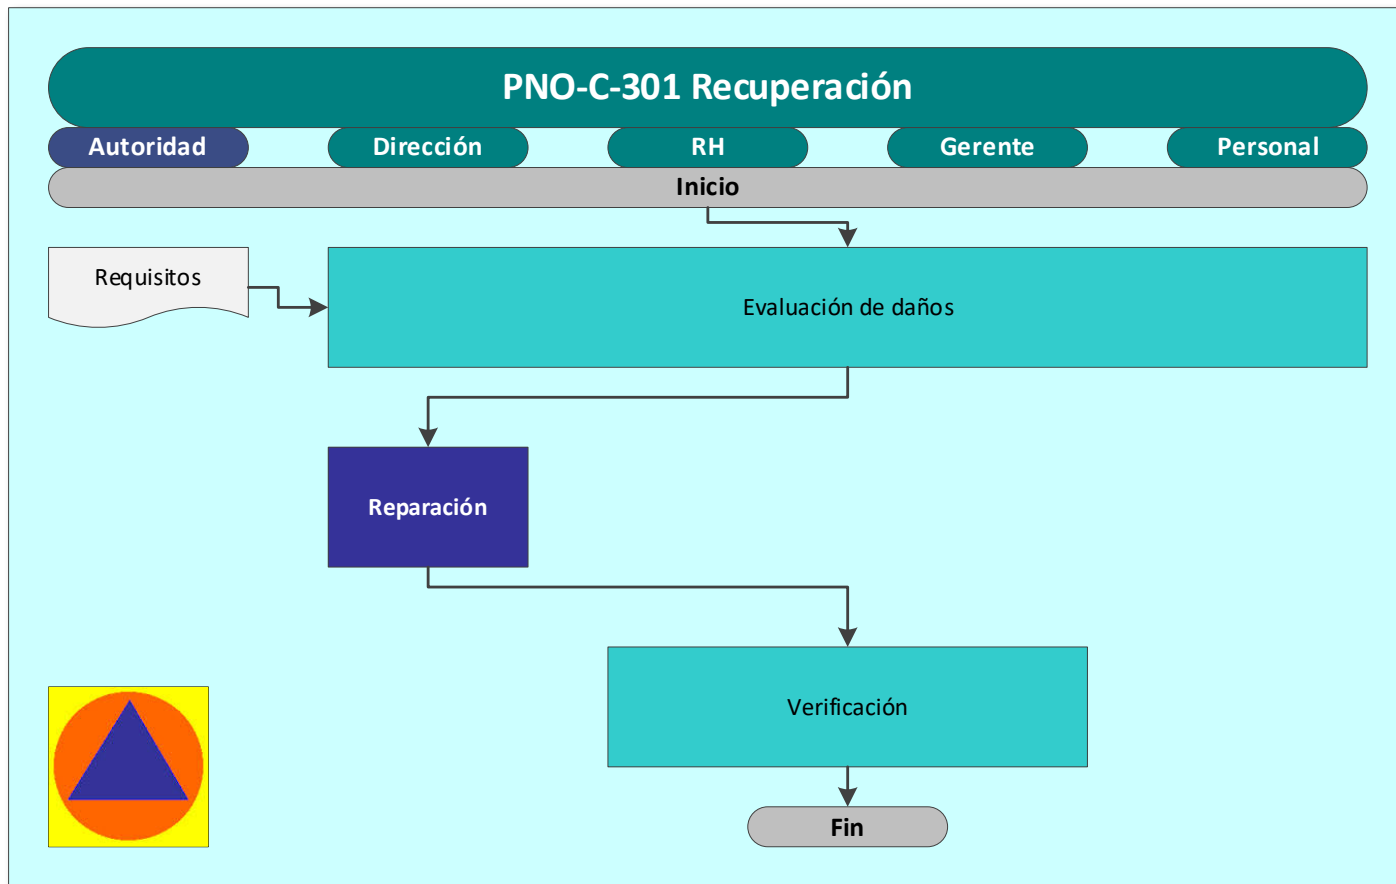 PNO-C-301 Recuperación
Autoridad
Dirección
RH
Gerente
Personal
Inicio
Requisitos
Evaluación de daños
Reparación
Verificación
Fin